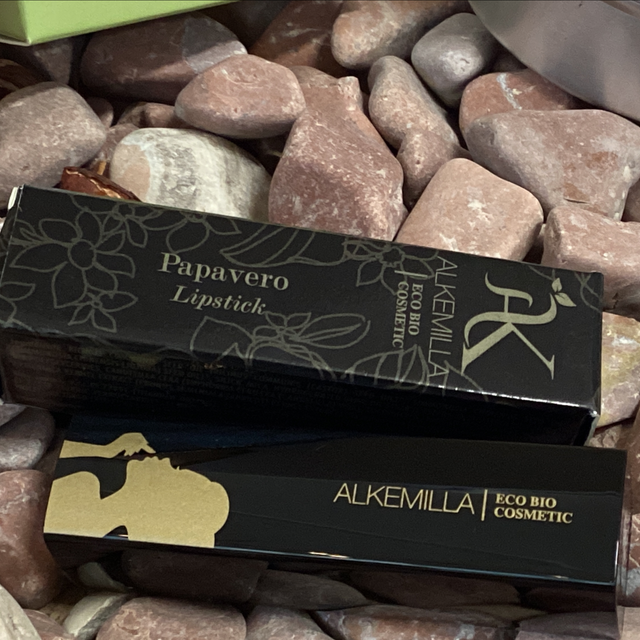 Papavero
Lipstick
ALKEMILLA
ECO BIO
COSMETIC
AK
ALKEMILLA
ECO BIO
COSMETIC